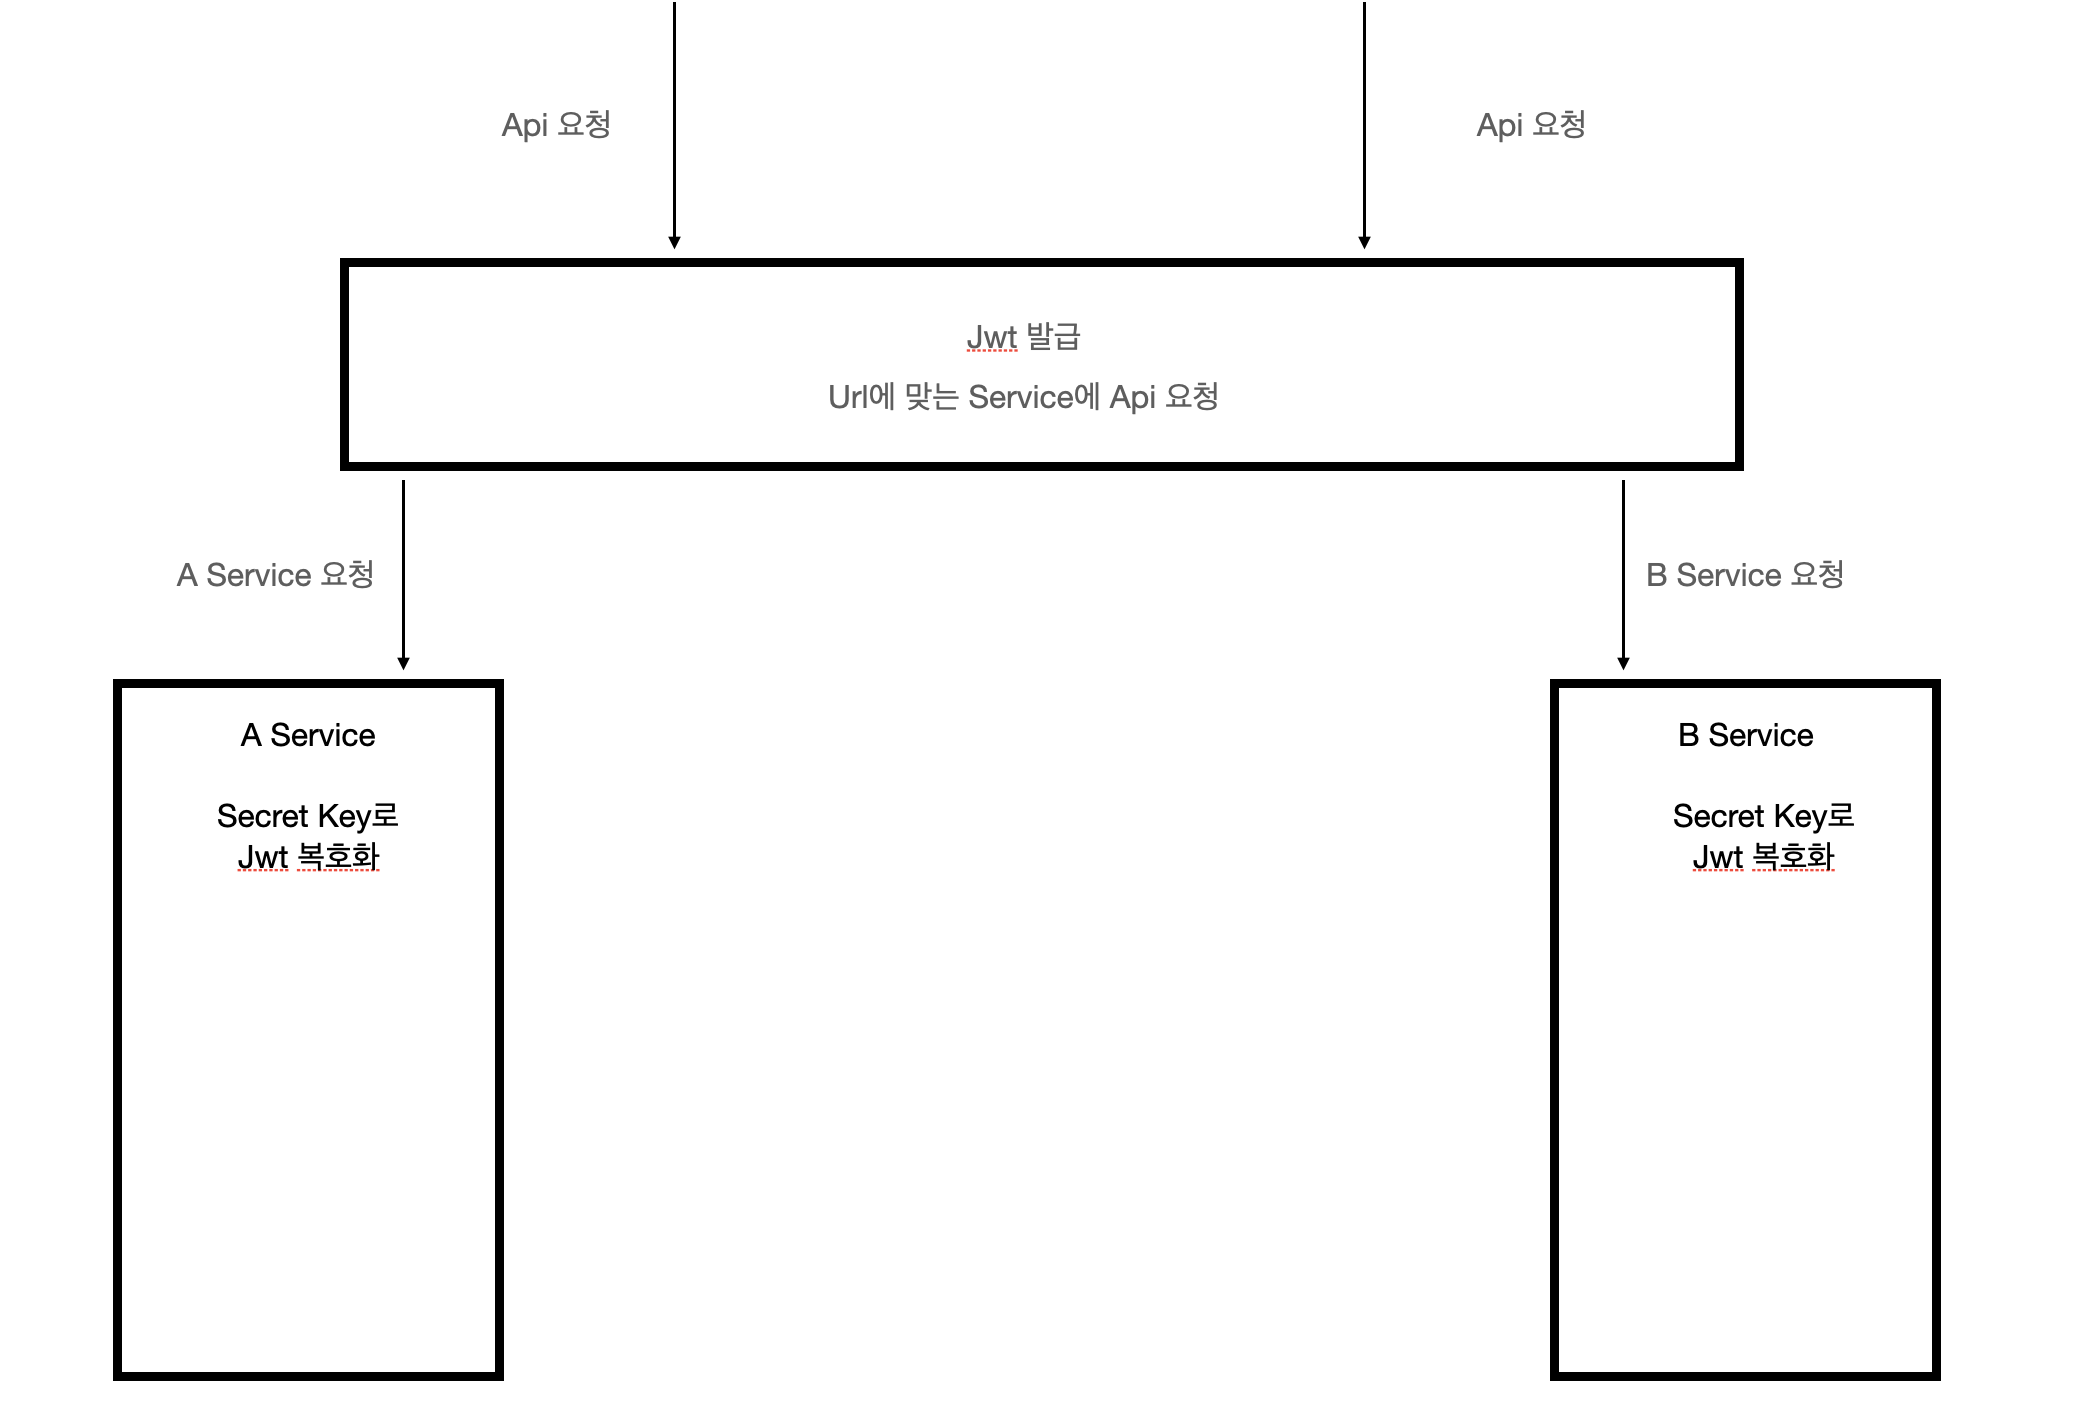 Api 요청
Api 요청
Jwt 발급
Url에 맞는 Service에 Api 요청
A Service 요청
B Service 요청
A Service
Secret Key로
Jwt 복호화
B Service
Secret Key로
Jwt 복호화